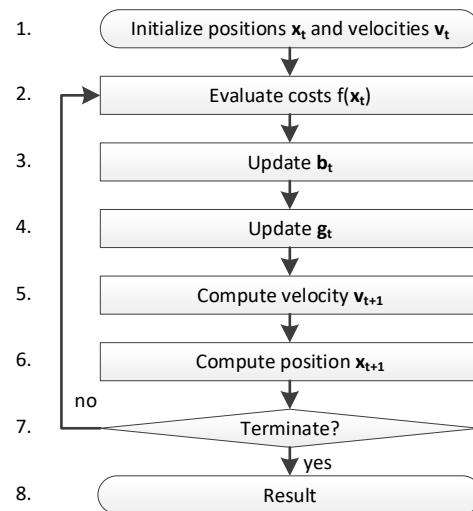 1. Initialize positions xₜ and velocities vₜ
2. Evaluate costs f(xₜ)
3. Update bₜ
4. Update gₜ
5. Compute velocity vₜ₊₁
6. Compute position xₜ₊₁
no
7. Terminate?
yes
8. Result